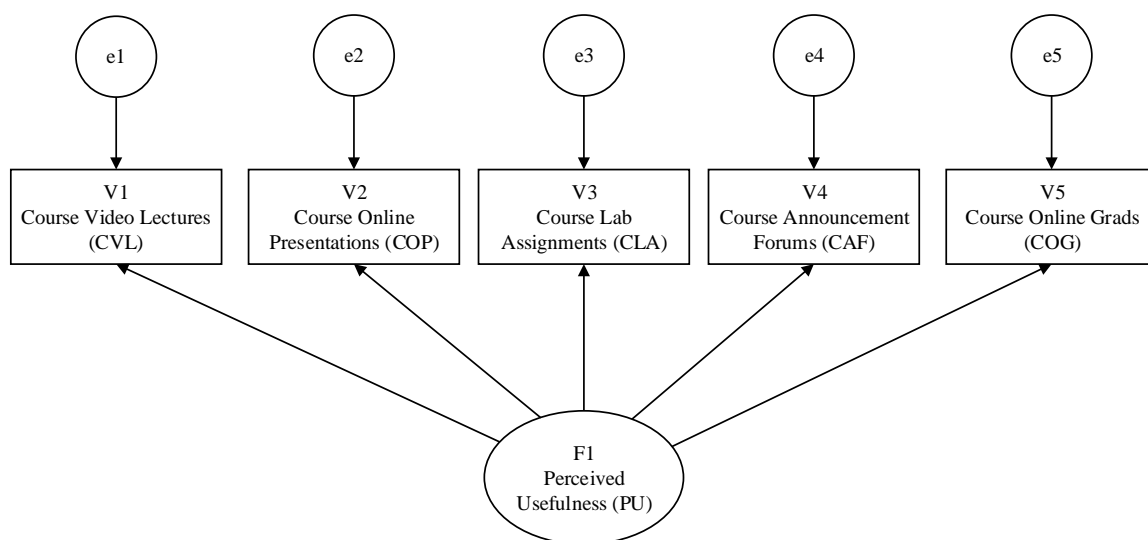 e1
e2
e3
e4
e5
V1
Course Video Lectures
(CVL)
V2
Course Online
Presentations (COP)
V3
Course Lab
Assignments (CLA)
V4
Course Announcement
Forums (CAF)
V5
Course Online Grads
(COG)
F1
Perceived
Usefulness (PU)